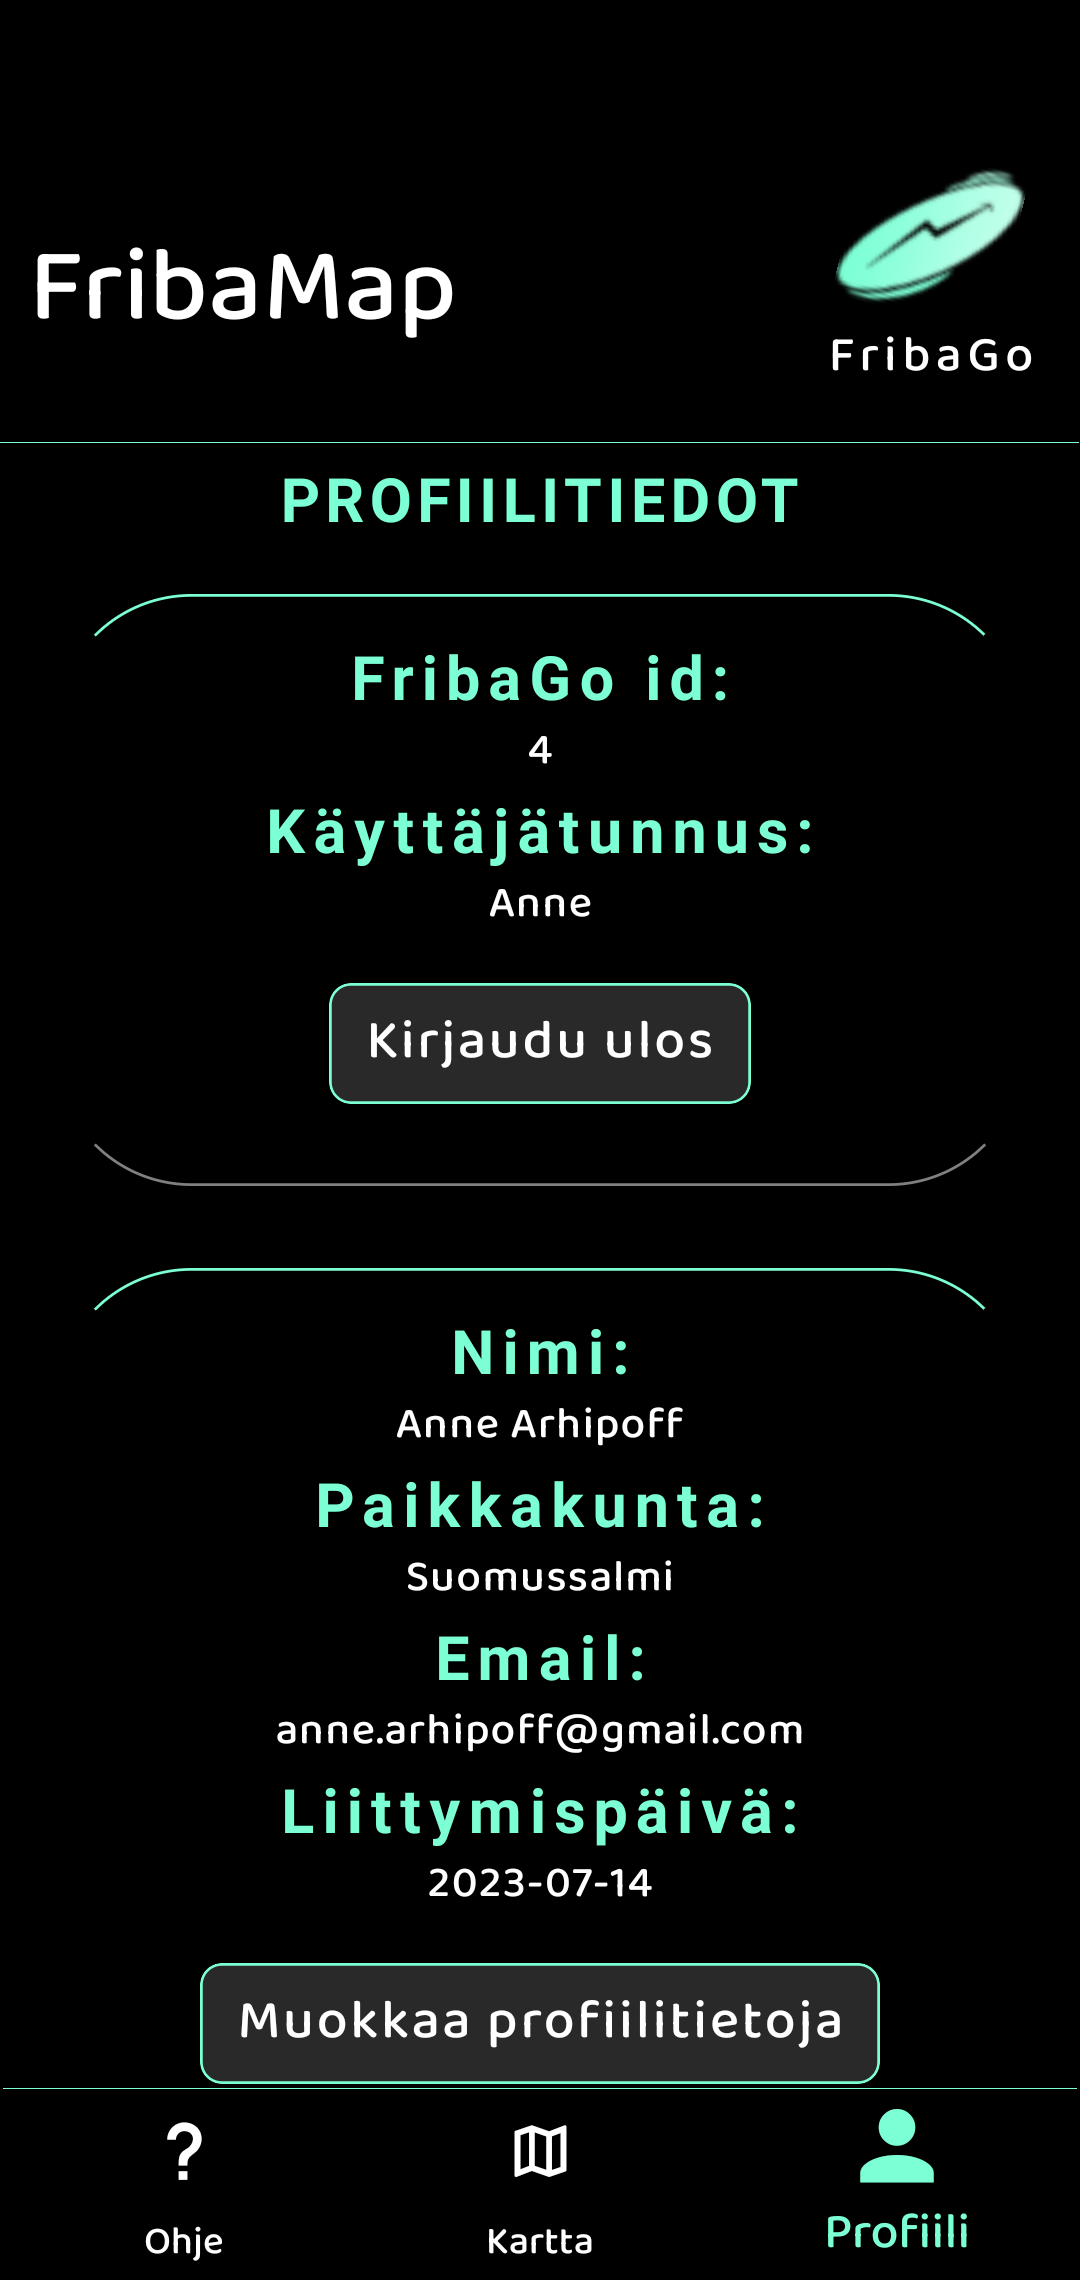 FribaMap
FribaGo
PROFIILITIEDOT
FribaGo id:
4
Käyttäjätunnus:
Anne
Kirjaudu ulos
Nimi:
Anne Arhipoff
Paikkakunta:
Suomussalmi
Email:
anne.arhipoff@gmail.com
Liittymispäivä:
2023-07-14
Muokkaa profiilitietoja
Ohje
Kartta
Profiili